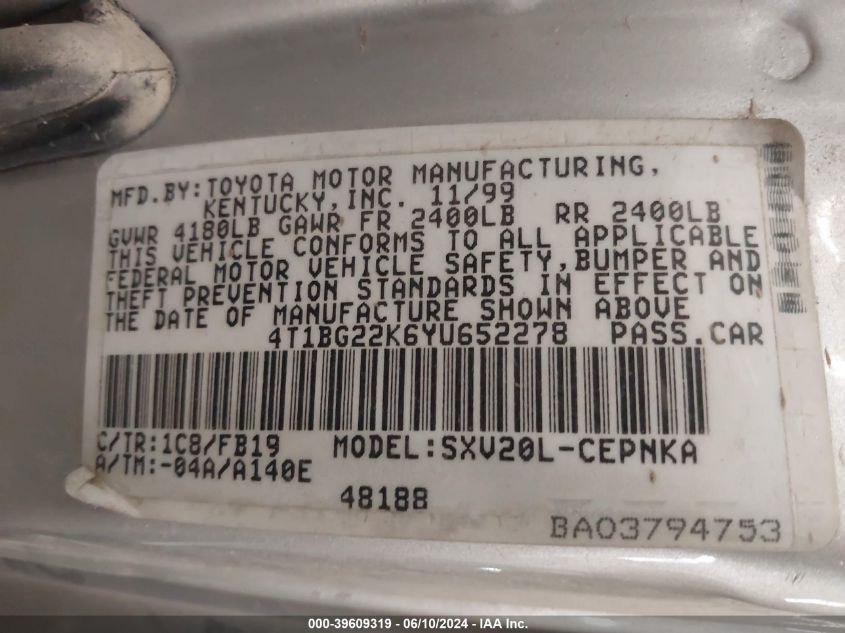 MFD.BY:TOYOTA MOTOR MANUFACTURING,
KENTUCKY,INC. 11/99
GVWR 4180LB GAWR FR 2400LB RR 2400LB
THIS VEHICLE CONFORMS TO ALL APPLICABLE
FEDERAL MOTOR VEHICLE SAFETY,BUMPER AND
THEFT PREVENTION STANDARDS IN EFFECT ON
THE DATE OF MANUFACTURE SHOWN ABOVE
4T1BG22K6YU652278 PASS.CAR
C/TR:1C8/FB19 MODEL:SXV20L-CEPNKA
A/TM:-04A/A140E
48188
BAO3794753
000-39609319 - 06/10/2024 - IAA Inc.